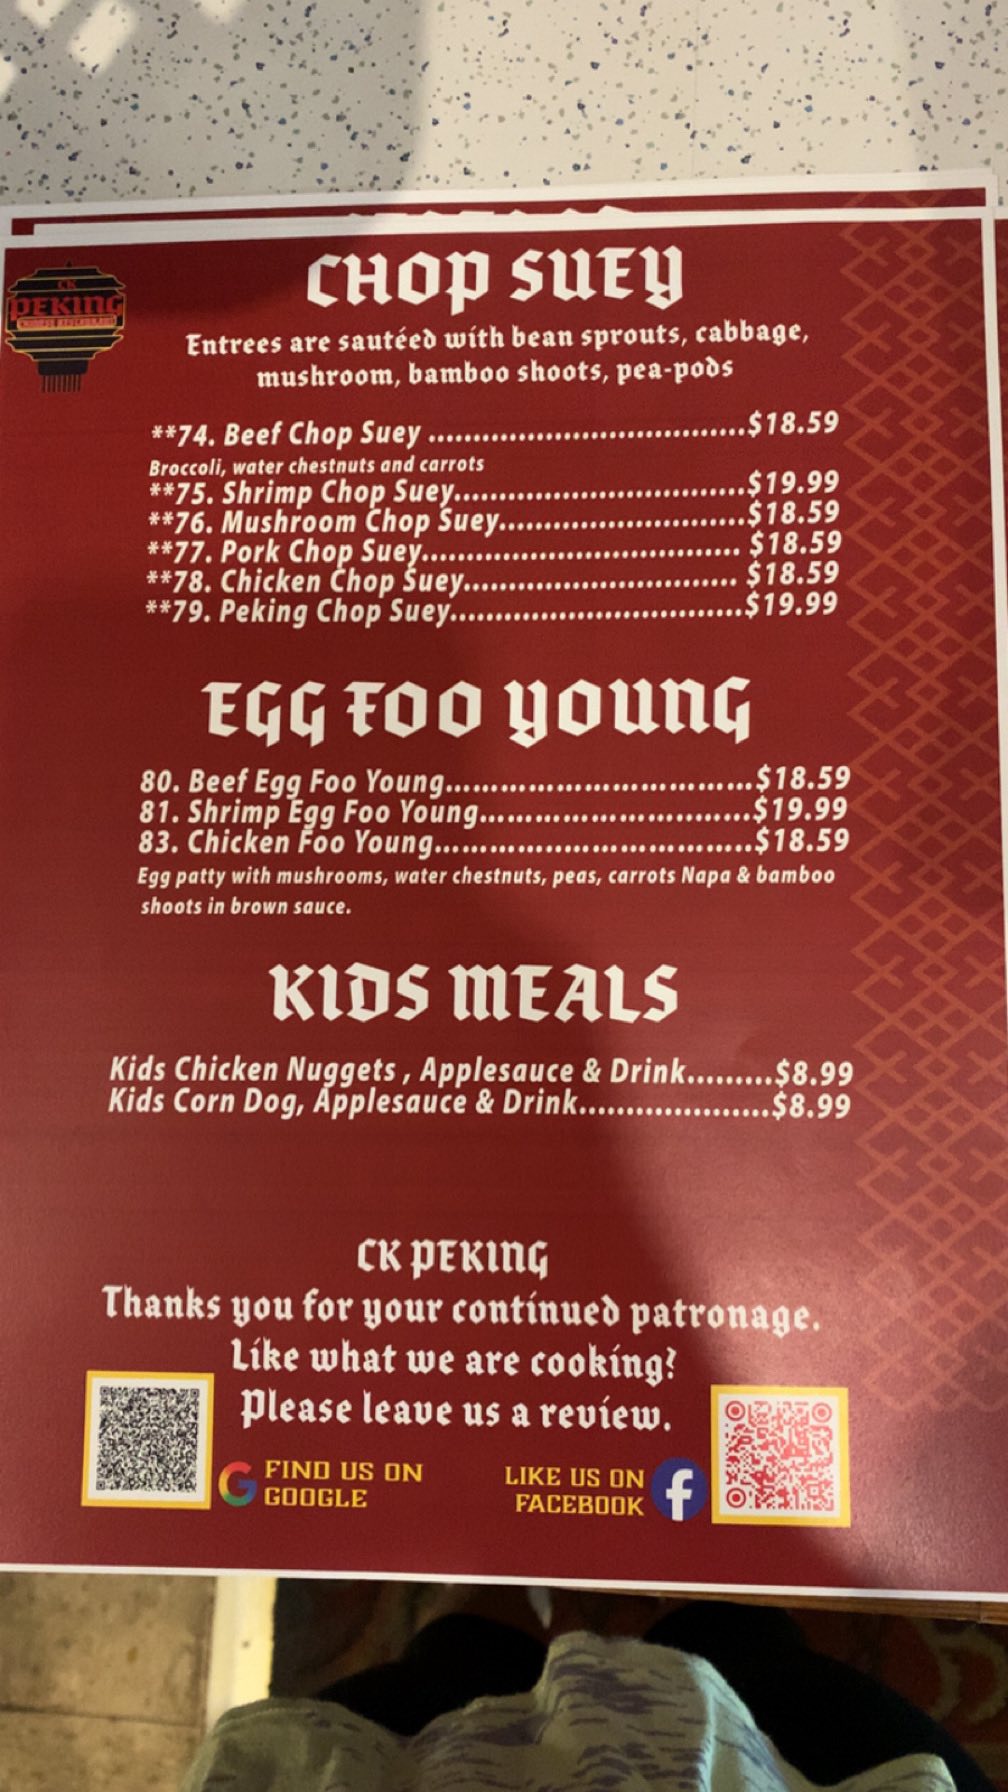 CK
PEKING
CHINESE RESTAURANT
CHOP SUEY
Entrees are sautéed with bean sprouts, cabbage,
mushroom, bamboo shoots, pea-pods
**74. Beef Chop Suey ...................................$18.59
Broccoli, water chestnuts and carrots
**75. Shrimp Chop Suey................................$19.99
**76. Mushroom Chop Suey...........................$18.59
**77. Pork Chop Suey................................... $18.59
**78. Chicken Chop Suey.............................. $18.59
**79. Peking Chop Suey................................$19.99
EGG FOO YOUNG
80. Beef Egg Foo Young..................................$18.59
81. Shrimp Egg Foo Young.............................$19.99
83. Chicken Foo Young...................................$18.59
Egg patty with mushrooms, water chestnuts, peas, carrots Napa & bamboo
shoots in brown sauce.
KIDS MEALS
Kids Chicken Nuggets , Applesauce & Drink.........$8.99
Kids Corn Dog, Applesauce & Drink.....................$8.99
CK PEKING
Thanks you for your continued patronage.
Like what we are cooking?
Please leave us a review.
G FIND US ON
GOOGLE
LIKE US ON
FACEBOOK f